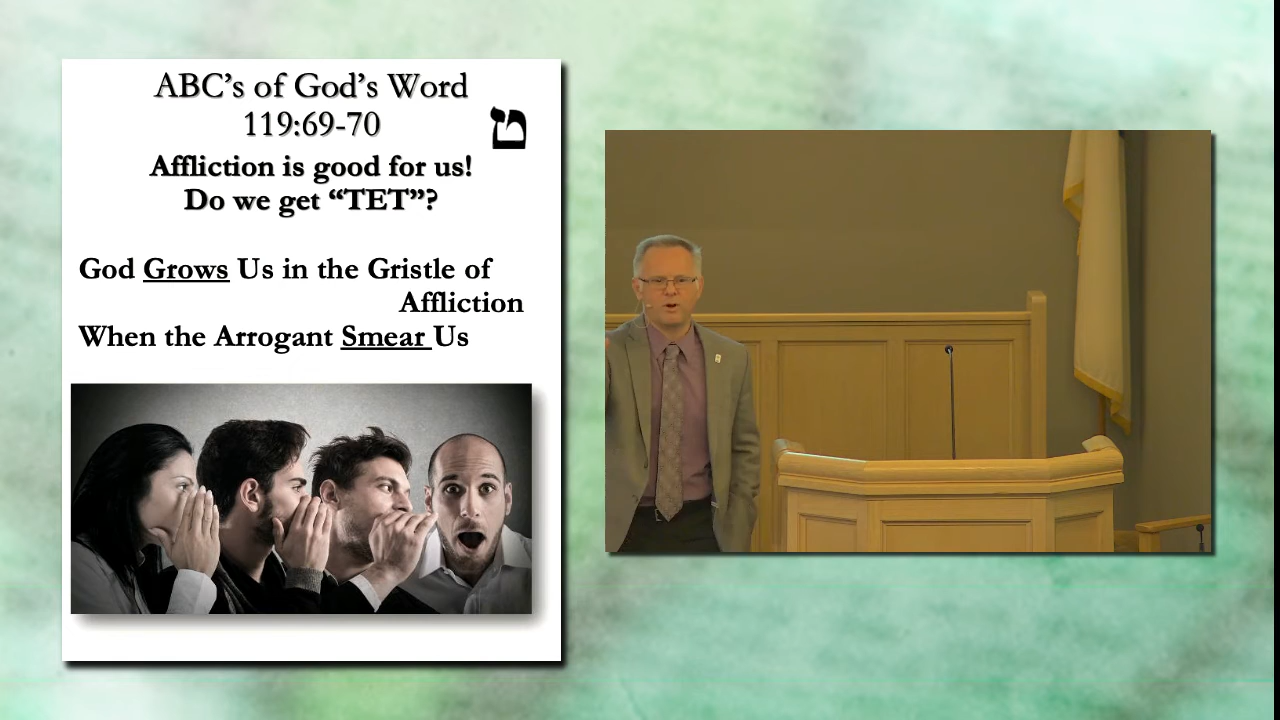 ABC’s of God’s Word
119:69-70
ט
Affliction is good for us!
Do we get “TET”?
God Grows Us in the Gristle of
Affliction
When the Arrogant Smear Us